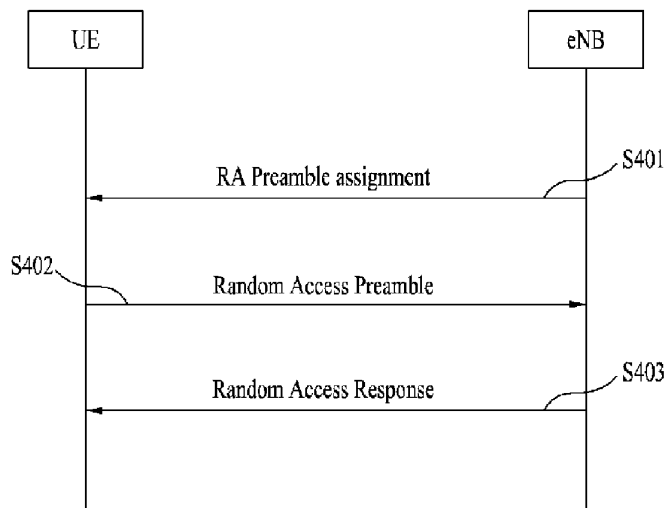 UE
eNB
S401
RA Preamble assignment
S402
Random Access Preamble
S403
Random Access Response